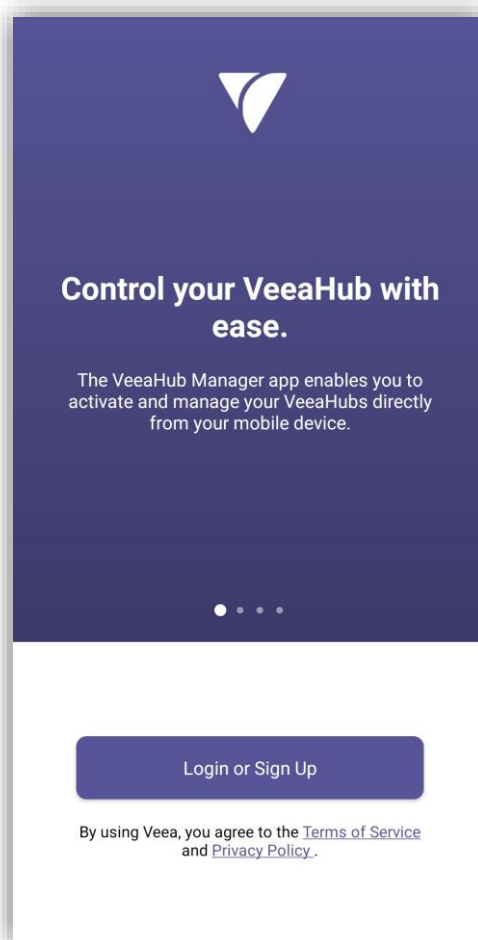 Control your VeeaHub with
ease.
The VeeaHub Manager app enables you to
activate and manage your VeeaHubs directly
from your mobile device.
Login or Sign Up
By using Veea, you agree to the Terms of Service
and Privacy Policy .